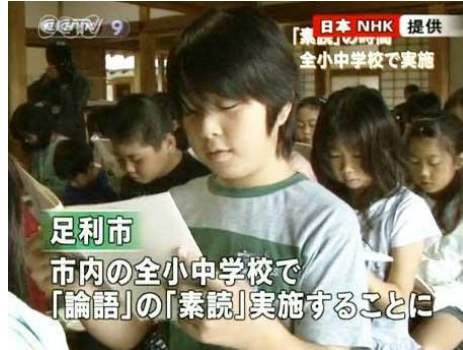 CCTV 9
日本 NHK 提供
「素読」の時間
全小中学校で実施
足利市
市内の全小中学校で
「論語」の「素読」実施することに